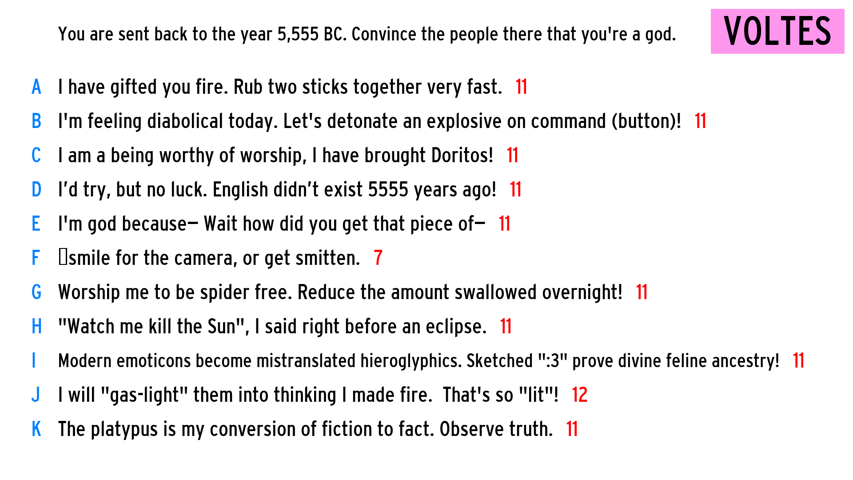 You are sent back to the year 5,555 BC. Convince the people there that you're a god.
VOLTES
A I have gifted you fire. Rub two sticks together very fast. 11
B I'm feeling diabolical today. Let's detonate an explosive on command (button)! 11
C I am a being worthy of worship, I have brought Doritos! 11
D I’d try, but no luck. English didn’t exist 5555 years ago! 11
E I'm god because— Wait how did you get that piece of— 11
F smile for the camera, or get smitten. 7
G Worship me to be spider free. Reduce the amount swallowed overnight! 11
H "Watch me kill the Sun", I said right before an eclipse. 11
I Modern emoticons become mistranslated hieroglyphics. Sketched ":3" prove divine feline ancestry! 11
J I will "gas-light" them into thinking I made fire. That's so "lit"! 12
K The platypus is my conversion of fiction to fact. Observe truth. 11